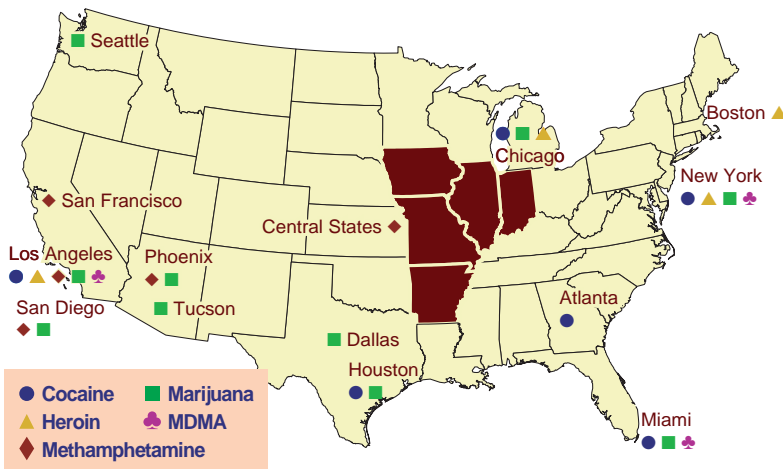 Seattle
Boston
Chicago
New York
San Francisco
Central States
Los Angeles
Phoenix
San Diego
Tucson
Atlanta
Dallas
Houston
Miami
Cocaine
Marijuana
Heroin
MDMA
Methamphetamine